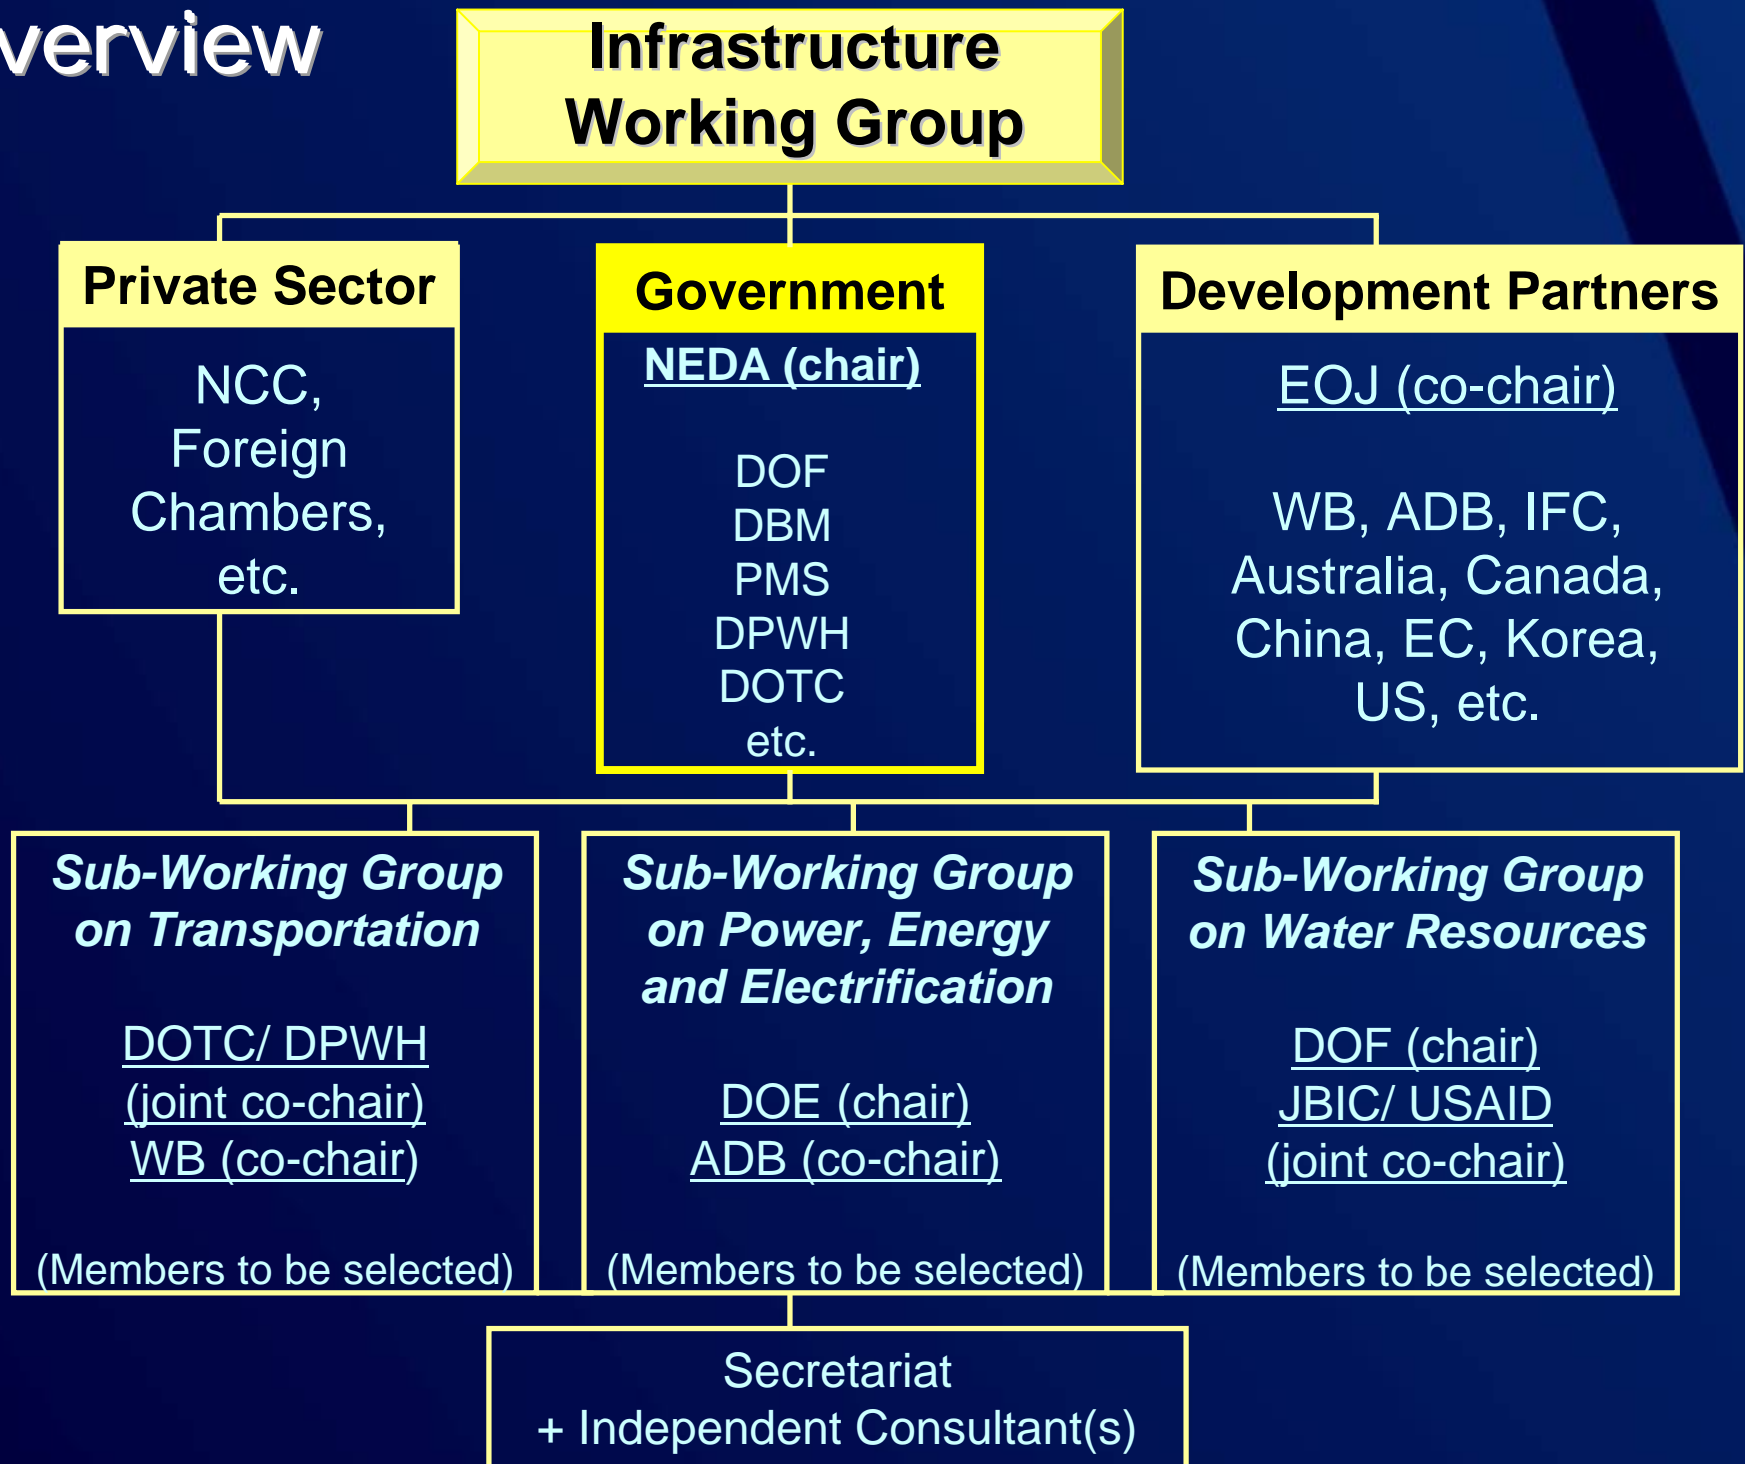 verview
Infrastructure
Working Group
Private Sector
NCC,
Foreign
Chambers,
etc.
Government
NEDA (chair)
DOF
DBM
PMS
DPWH
DOTC
etc.
Development Partners
EOJ (co-chair)
WB, ADB, IFC,
Australia, Canada,
China, EC, Korea,
US, etc.
Sub-Working Group
on Transportation
DOTC/ DPWH
(joint co-chair)
WB (co-chair)
(Members to be selected)
Sub-Working Group
on Power, Energy
and Electrification
DOE (chair)
ADB (co-chair)
(Members to be selected)
Sub-Working Group
on Water Resources
DOF (chair)
JBIC/ USAID
(joint co-chair)
(Members to be selected)
Secretariat
+ Independent Consultant(s)